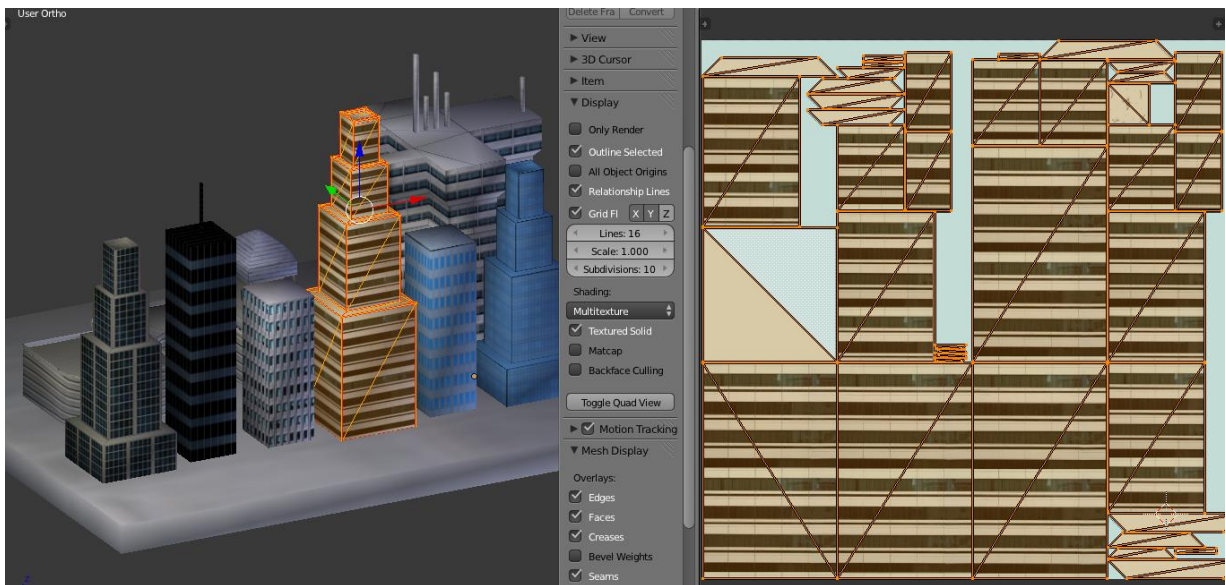 User Ortho
Delete Fra Convert
View
3D Cursor
Item
Display
Only Render
Outline Selected
All Object Origins
Relationship Lines
Grid Fl X Y Z
Lines: 16
Scale: 1.000
Subdivisions: 10
Shading:
Multitexture
Textured Solid
Matcap
Backface Culling
Toggle Quad View
Motion Tracking
Mesh Display
Overlays:
Edges
Faces
Creases
Bevel Weights
Seams
Z